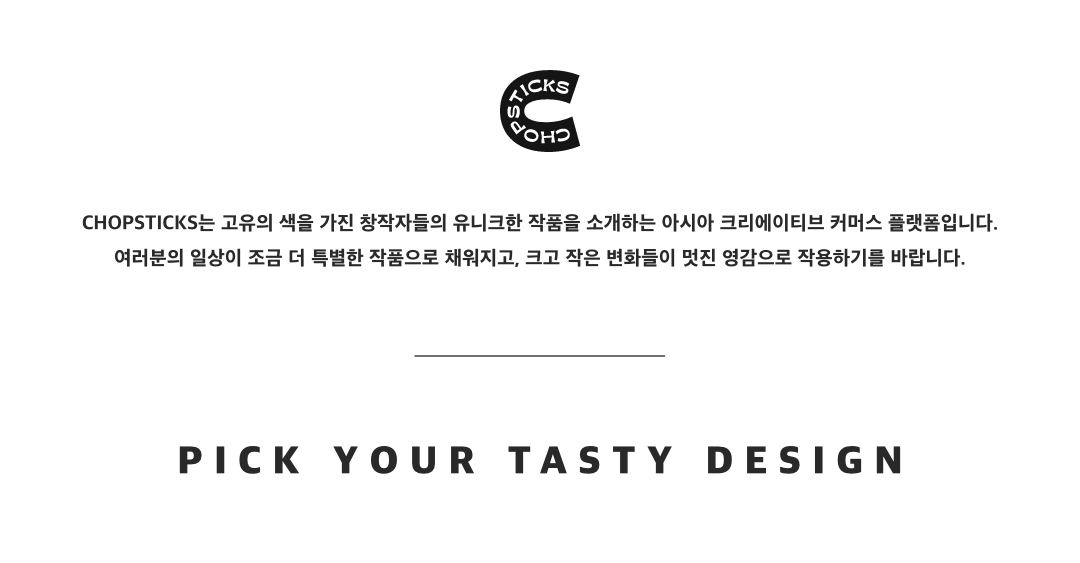 CHOPSTICKS
CHOPSTICKS는 고유의 색을 가진 창작자들의 유니크한 작품을 소개하는 아시아 크리에이티브 커머스 플랫폼입니다.
여러분의 일상이 조금 더 특별한 작품으로 채워지고, 크고 작은 변화들이 멋진 영감으로 작용하기를 바랍니다.
PICK YOUR TASTY DESIGN